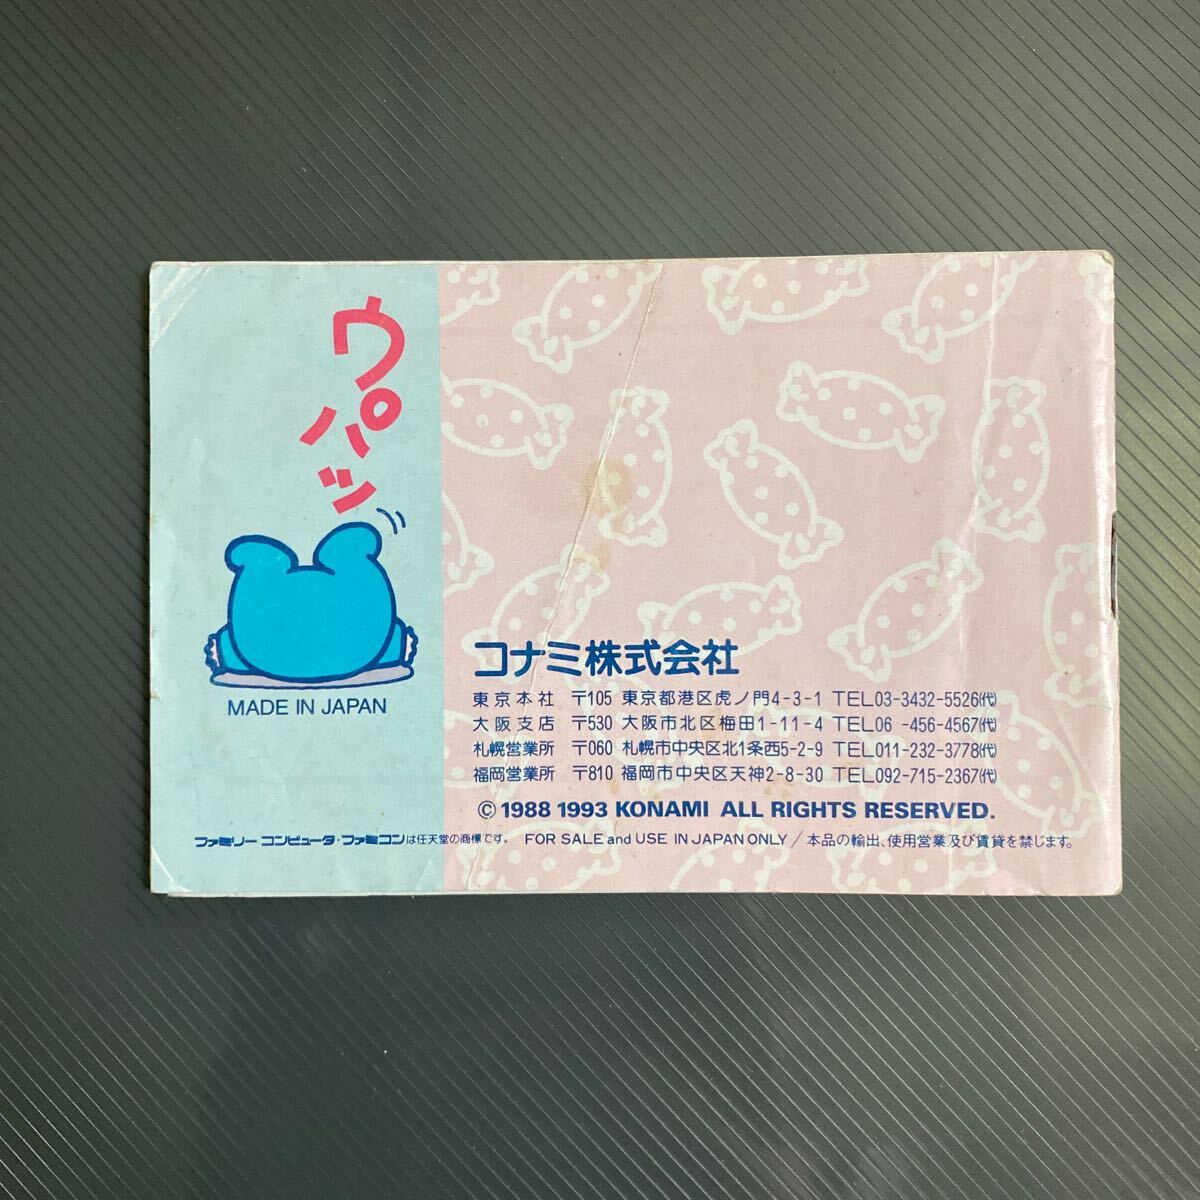 ウパッ
MADE IN JAPAN
コナミ株式会社
東京本社 〒105 東京都港区虎ノ門4-3-1 TEL03-3432-5526㈹
大阪支店 〒530 大阪市北区梅田1-11-4 TEL06 -456-4567㈹
札幌営業所 〒060 札幌市中央区北1条西5-2-9 TEL011-232-3778㈹
福岡営業所 〒810 福岡市中央区天神2-8-30 TEL092-715-2367㈹
© 1988 1993 KONAMI ALL RIGHTS RESERVED.
ファミリー コンピュータ・ファミコンは任天堂の商標です。 FOR SALE and USE IN JAPAN ONLY / 本品の輸出、使用営業及び賃貸を禁じます。